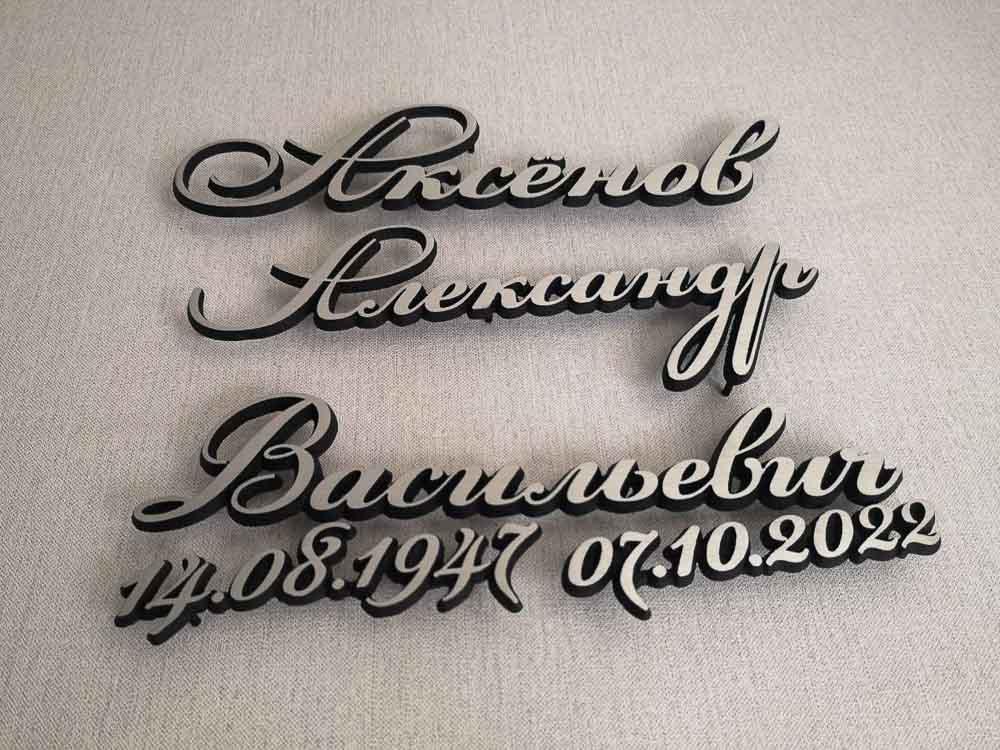 Аксёнов
Александр
Васильевич
14.08.1947 07.10.2022